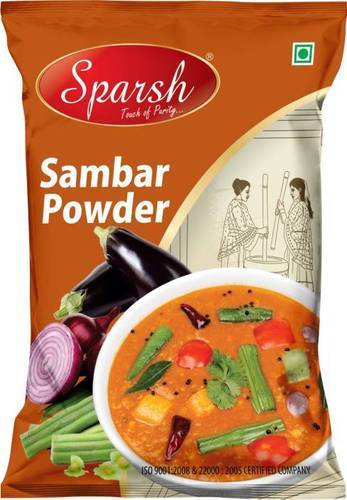 Sparsh®
Touch of Purity...
Sambar
Powder
ISO 9001:2008 & 22000 : 2005 CERTIFIED COMPANY